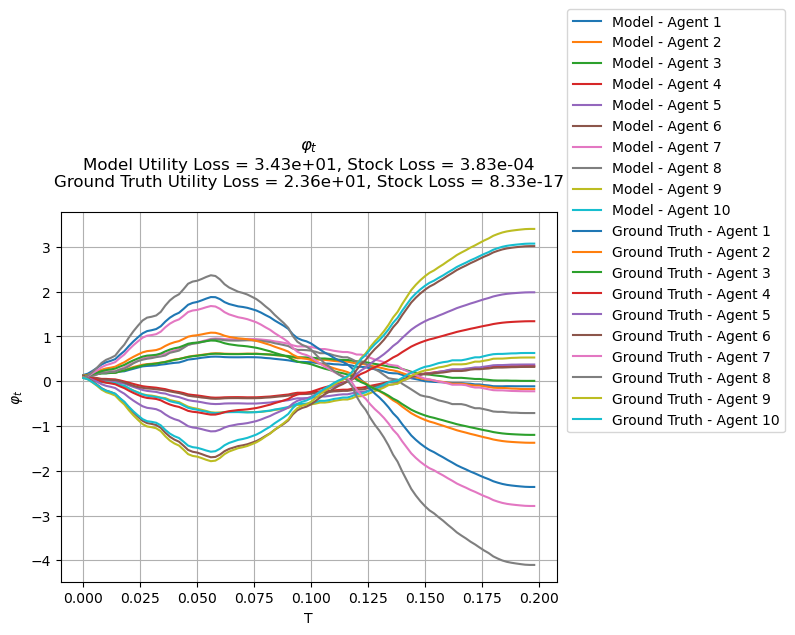 φt
Model Utility Loss = 3.43e+01, Stock Loss = 3.83e-04
Ground Truth Utility Loss = 2.36e+01, Stock Loss = 8.33e-17
Model - Agent 1
Model - Agent 2
Model - Agent 3
Model - Agent 4
Model - Agent 5
Model - Agent 6
Model - Agent 7
Model - Agent 8
Model - Agent 9
Model - Agent 10
Ground Truth - Agent 1
Ground Truth - Agent 2
Ground Truth - Agent 3
Ground Truth - Agent 4
Ground Truth - Agent 5
Ground Truth - Agent 6
Ground Truth - Agent 7
Ground Truth - Agent 8
Ground Truth - Agent 9
Ground Truth - Agent 10
φt
3
2
1
0
−1
−2
−3
−4
0.000 0.025 0.050 0.075 0.100 0.125 0.150 0.175 0.200
T